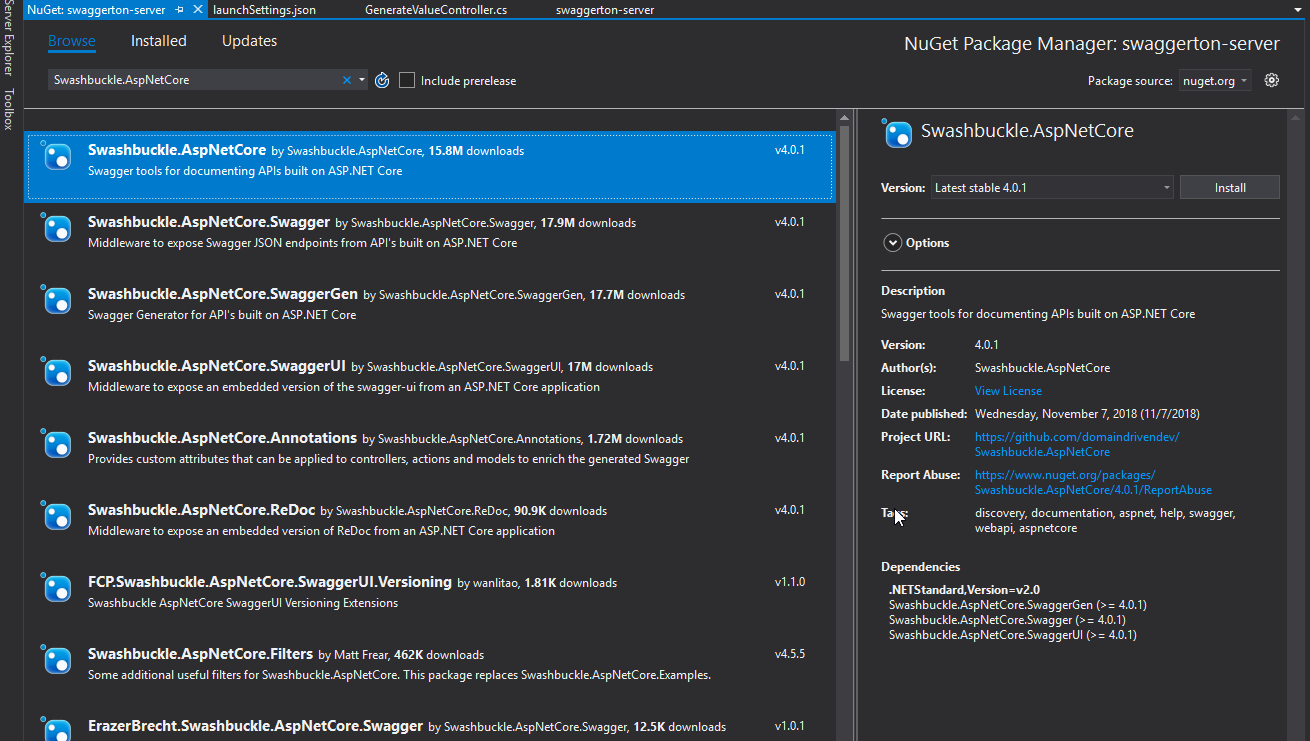 Server Explorer
Toolbox
NuGet: swaggerton-server
launchSettings.json
GenerateValueController.cs
swaggerton-server
Browse
Installed
Updates
NuGet Package Manager: swaggerton-server
Swashbuckle.AspNetCore
Include prerelease
Package source: nuget.org
Swashbuckle.AspNetCore by Swashbuckle.AspNetCore, 15.8M downloads v4.0.1
Swagger tools for documenting APIs built on ASP.NET Core
Swashbuckle.AspNetCore.Swagger by Swashbuckle.AspNetCore.Swagger, 17.9M downloads v4.0.1
Middleware to expose Swagger JSON endpoints from API's built on ASP.NET Core
Swashbuckle.AspNetCore.SwaggerGen by Swashbuckle.AspNetCore.SwaggerGen, 17.7M downloads v4.0.1
Swagger Generator for API's built on ASP.NET Core
Swashbuckle.AspNetCore.SwaggerUI by Swashbuckle.AspNetCore.SwaggerUI, 17M downloads v4.0.1
Middleware to expose an embedded version of the swagger-ui from an ASP.NET Core application
Swashbuckle.AspNetCore.Annotations by Swashbuckle.AspNetCore.Annotations, 1.72M downloads v4.0.1
Provides custom attributes that can be applied to controllers, actions and models to enrich the generated Swagger
Swashbuckle.AspNetCore.ReDoc by Swashbuckle.AspNetCore.ReDoc, 90.9K downloads v4.0.1
Middleware to expose an embedded version of ReDoc from an ASP.NET Core application
FCP.Swashbuckle.AspNetCore.SwaggerUI.Versioning by wanlitao, 1.81K downloads v1.1.0
Swashbuckle AspNetCore SwaggerUI Versioning Extensions
Swashbuckle.AspNetCore.Filters by Matt Frear, 462K downloads v4.5.5
Some additional useful filters for Swashbuckle.AspNetCore. This package replaces Swashbuckle.AspNetCore.Examples.
ErazerBrecht.Swashbuckle.AspNetCore.Swagger by Swashbuckle.AspNetCore.Swagger, 12.5K downloads v1.0.1
Swashbuckle.AspNetCore
Version: Latest stable 4.0.1 Install
Options
Description
Swagger tools for documenting APIs built on ASP.NET Core
Version: 4.0.1
Author(s): Swashbuckle.AspNetCore
License: View License
Date published: Wednesday, November 7, 2018 (11/7/2018)
Project URL: https://github.com/domaindrivendev/
Swashbuckle.AspNetCore
Report Abuse: https://www.nuget.org/packages/
Swashbuckle.AspNetCore/4.0.1/ReportAbuse
Tags: discovery, documentation, aspnet, help, swagger,
webapi, aspnetcore
Dependencies
.NETStandard,Version=v2.0
Swashbuckle.AspNetCore.SwaggerGen (>= 4.0.1)
Swashbuckle.AspNetCore.Swagger (>= 4.0.1)
Swashbuckle.AspNetCore.SwaggerUI (>= 4.0.1)